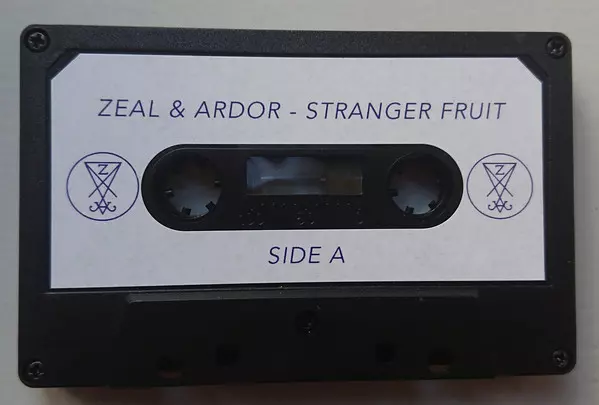 ZEAL & ARDOR - STRANGER FRUIT
Z
Z
SIDE A